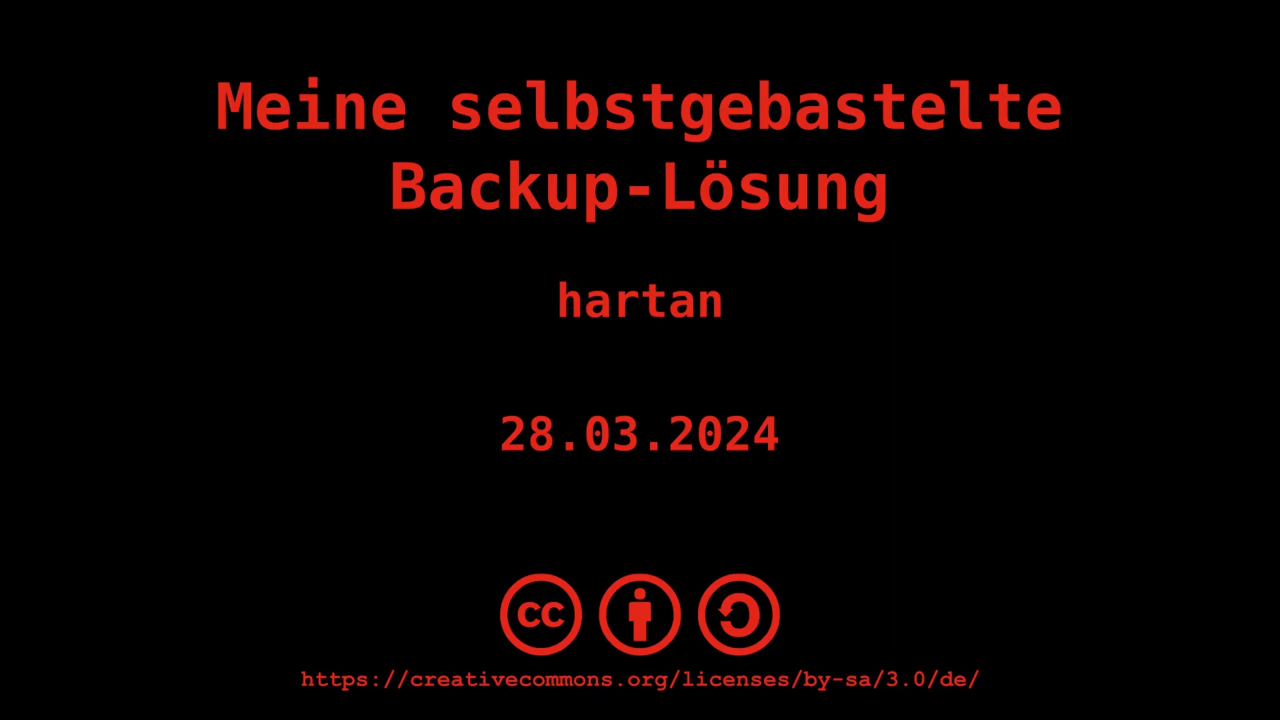 Meine selbstgebastelte
Backup-Lösung
hartan
28.03.2024
cc
https://creativecommons.org/licenses/by-sa/3.0/de/